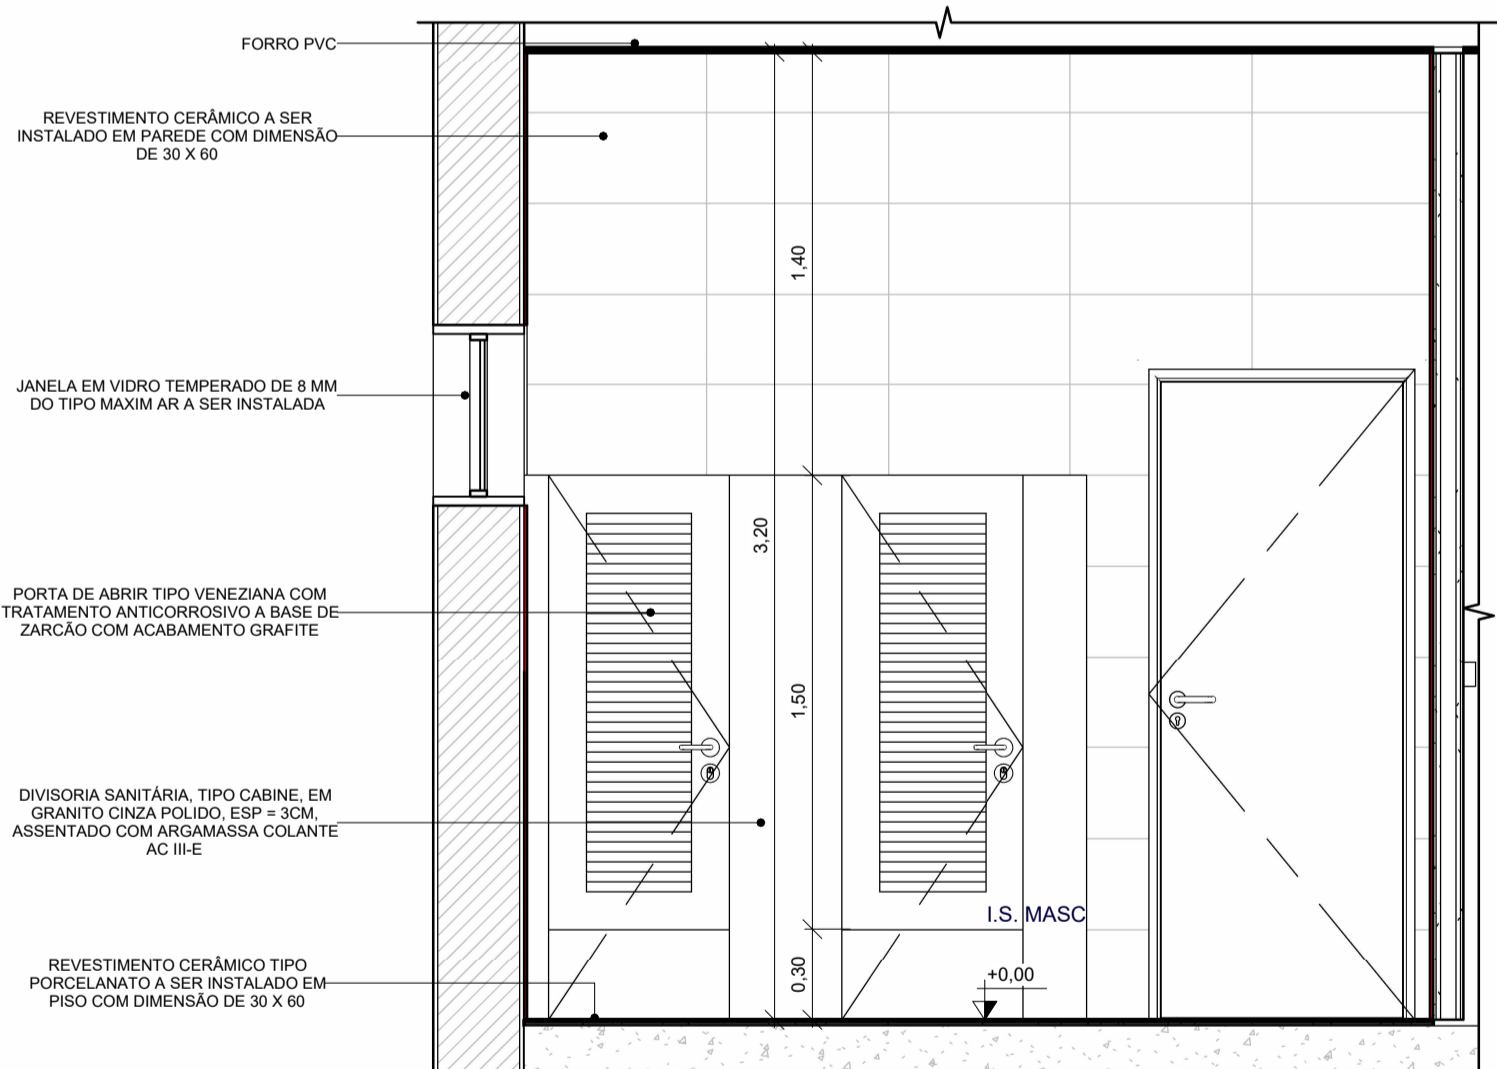 FORRO PVC
REVESTIMENTO CERÂMICO A SER
INSTALADO EM PAREDE COM DIMENSÃO
DE 30 X 60
1,40
JANELA EM VIDRO TEMPERADO DE 8 MM
DO TIPO MAXIM AR A SER INSTALADA
3,20
PORTA DE ABRIR TIPO VENEZIANA COM
TRATAMENTO ANTICORROSIVO A BASE DE
ZARCÃO COM ACABAMENTO GRAFITE
1,50
DIVISORIA SANITÁRIA, TIPO CABINE, EM
GRANITO CINZA POLIDO, ESP = 3CM,
ASSENTADO COM ARGAMASSA COLANTE
AC III-E
I.S. MASC
REVESTIMENTO CERÂMICO TIPO
PORCELANATO A SER INSTALADO EM
PISO COM DIMENSÃO DE 30 X 60
0,30
+0,00